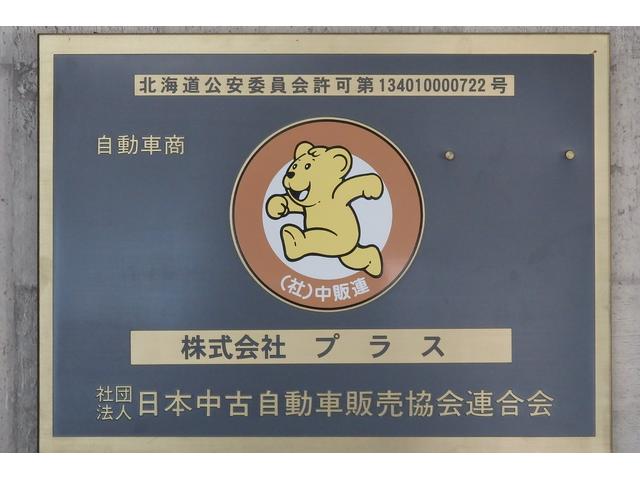 北海道公安委員会許可第134010000722号
自動車商
(社)中販連
株式会社 プラス
社団法人日本中古自動車販売協会連合会